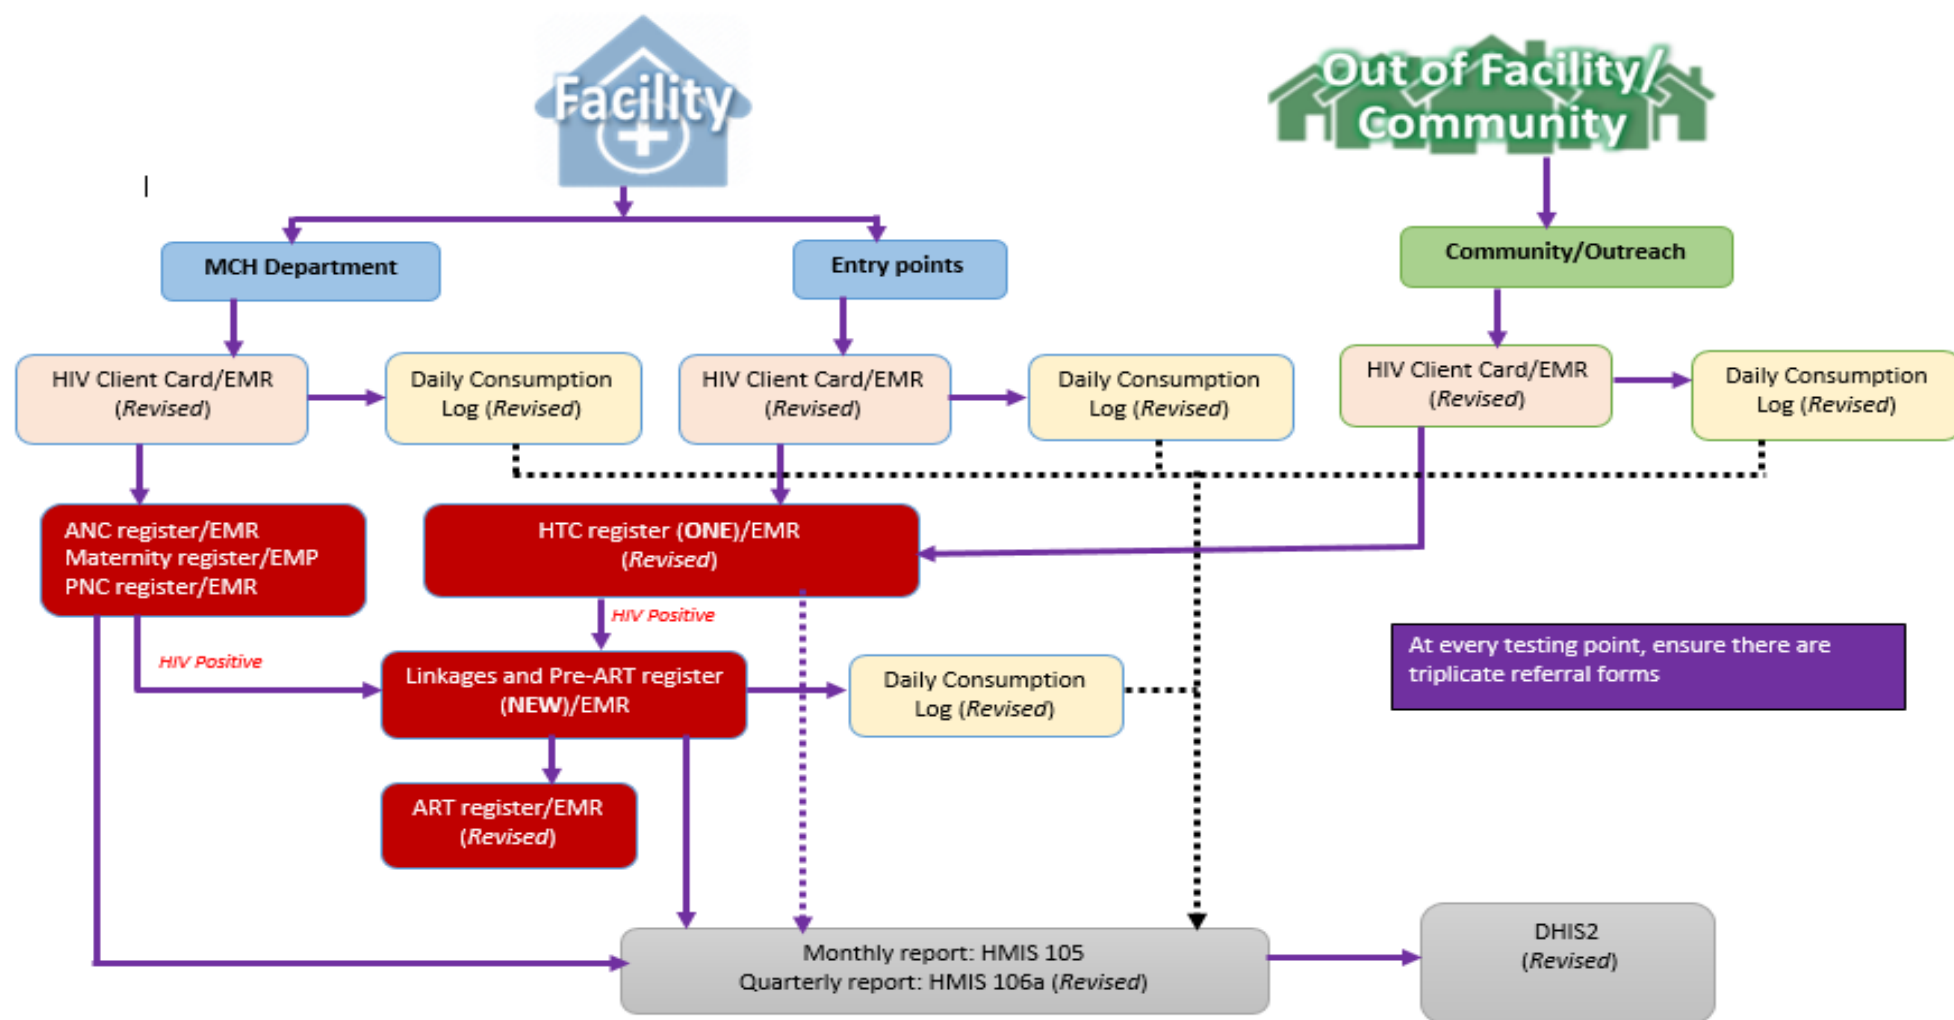 Facility
Out of Facility/
Community
MCH Department
Entry points
Community/Outreach
HIV Client Card/EMR
(Revised)
Daily Consumption
Log (Revised)
HIV Client Card/EMR
(Revised)
Daily Consumption
Log (Revised)
HIV Client Card/EMR
(Revised)
Daily Consumption
Log (Revised)
ANC register/EMR
Maternity register/EMP
PNC register/EMR
HTC register (ONE)/EMR
(Revised)
HIV Positive
HIV Positive
Linkages and Pre-ART register
(NEW)/EMR
Daily Consumption
Log (Revised)
At every testing point, ensure there are
triplicate referral forms
ART register/EMR
(Revised)
Monthly report: HMIS 105
Quarterly report: HMIS 106a (Revised)
DHIS2
(Revised)